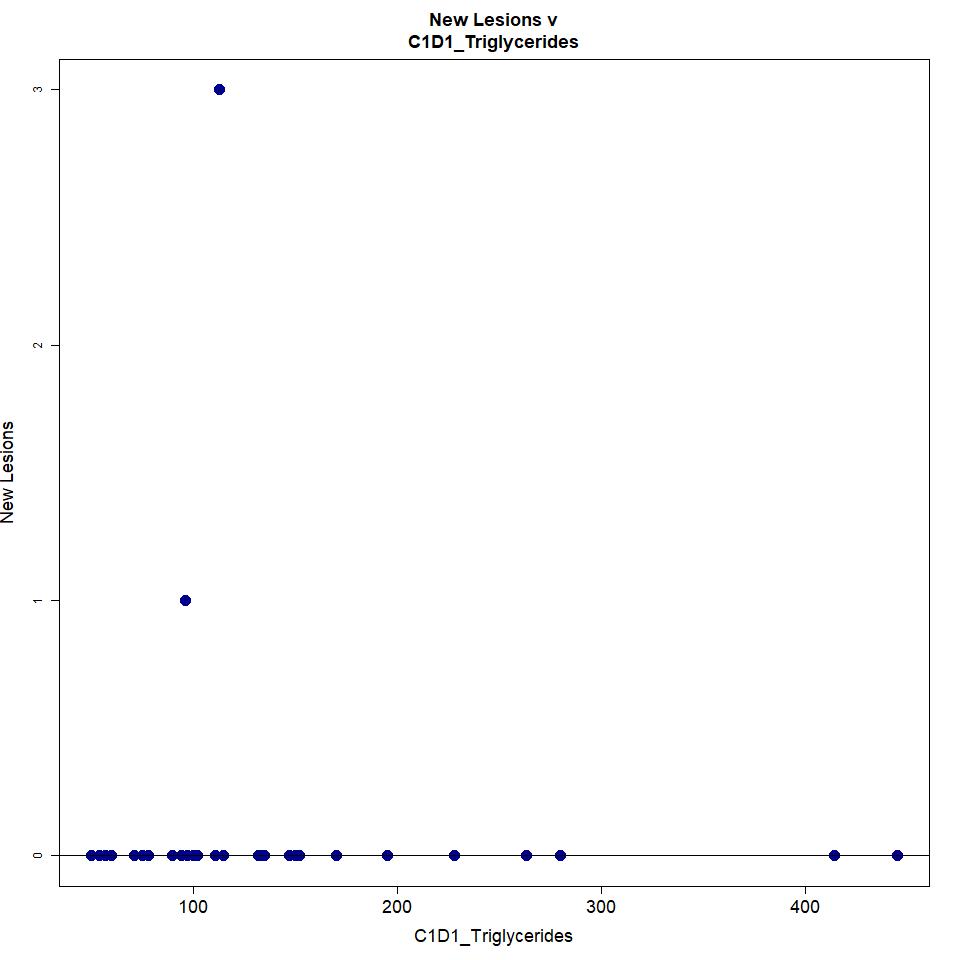 New Lesions v
C1D1_Triglycerides
3
2
1
0
New Lesions
100 200 300 400
C1D1_Triglycerides